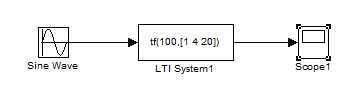 tf(100,[1 4 20])
Sine Wave
LTI System1
Scope1